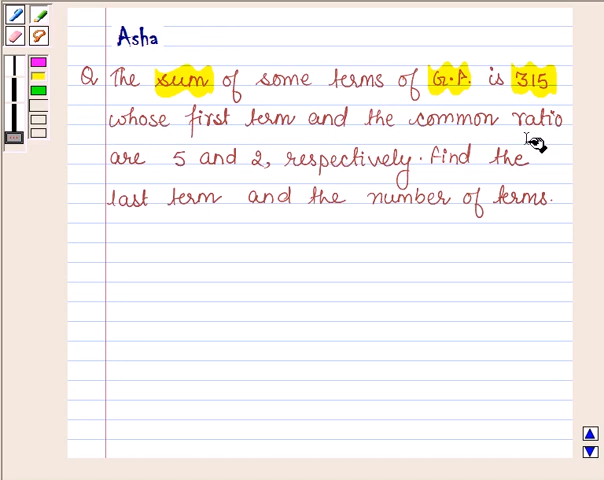 Asha
Q The sum of some terms of G.P. is 315
whose first term and the common ratio
are 5 and 2, respectively. Find the
last term and the number of terms.